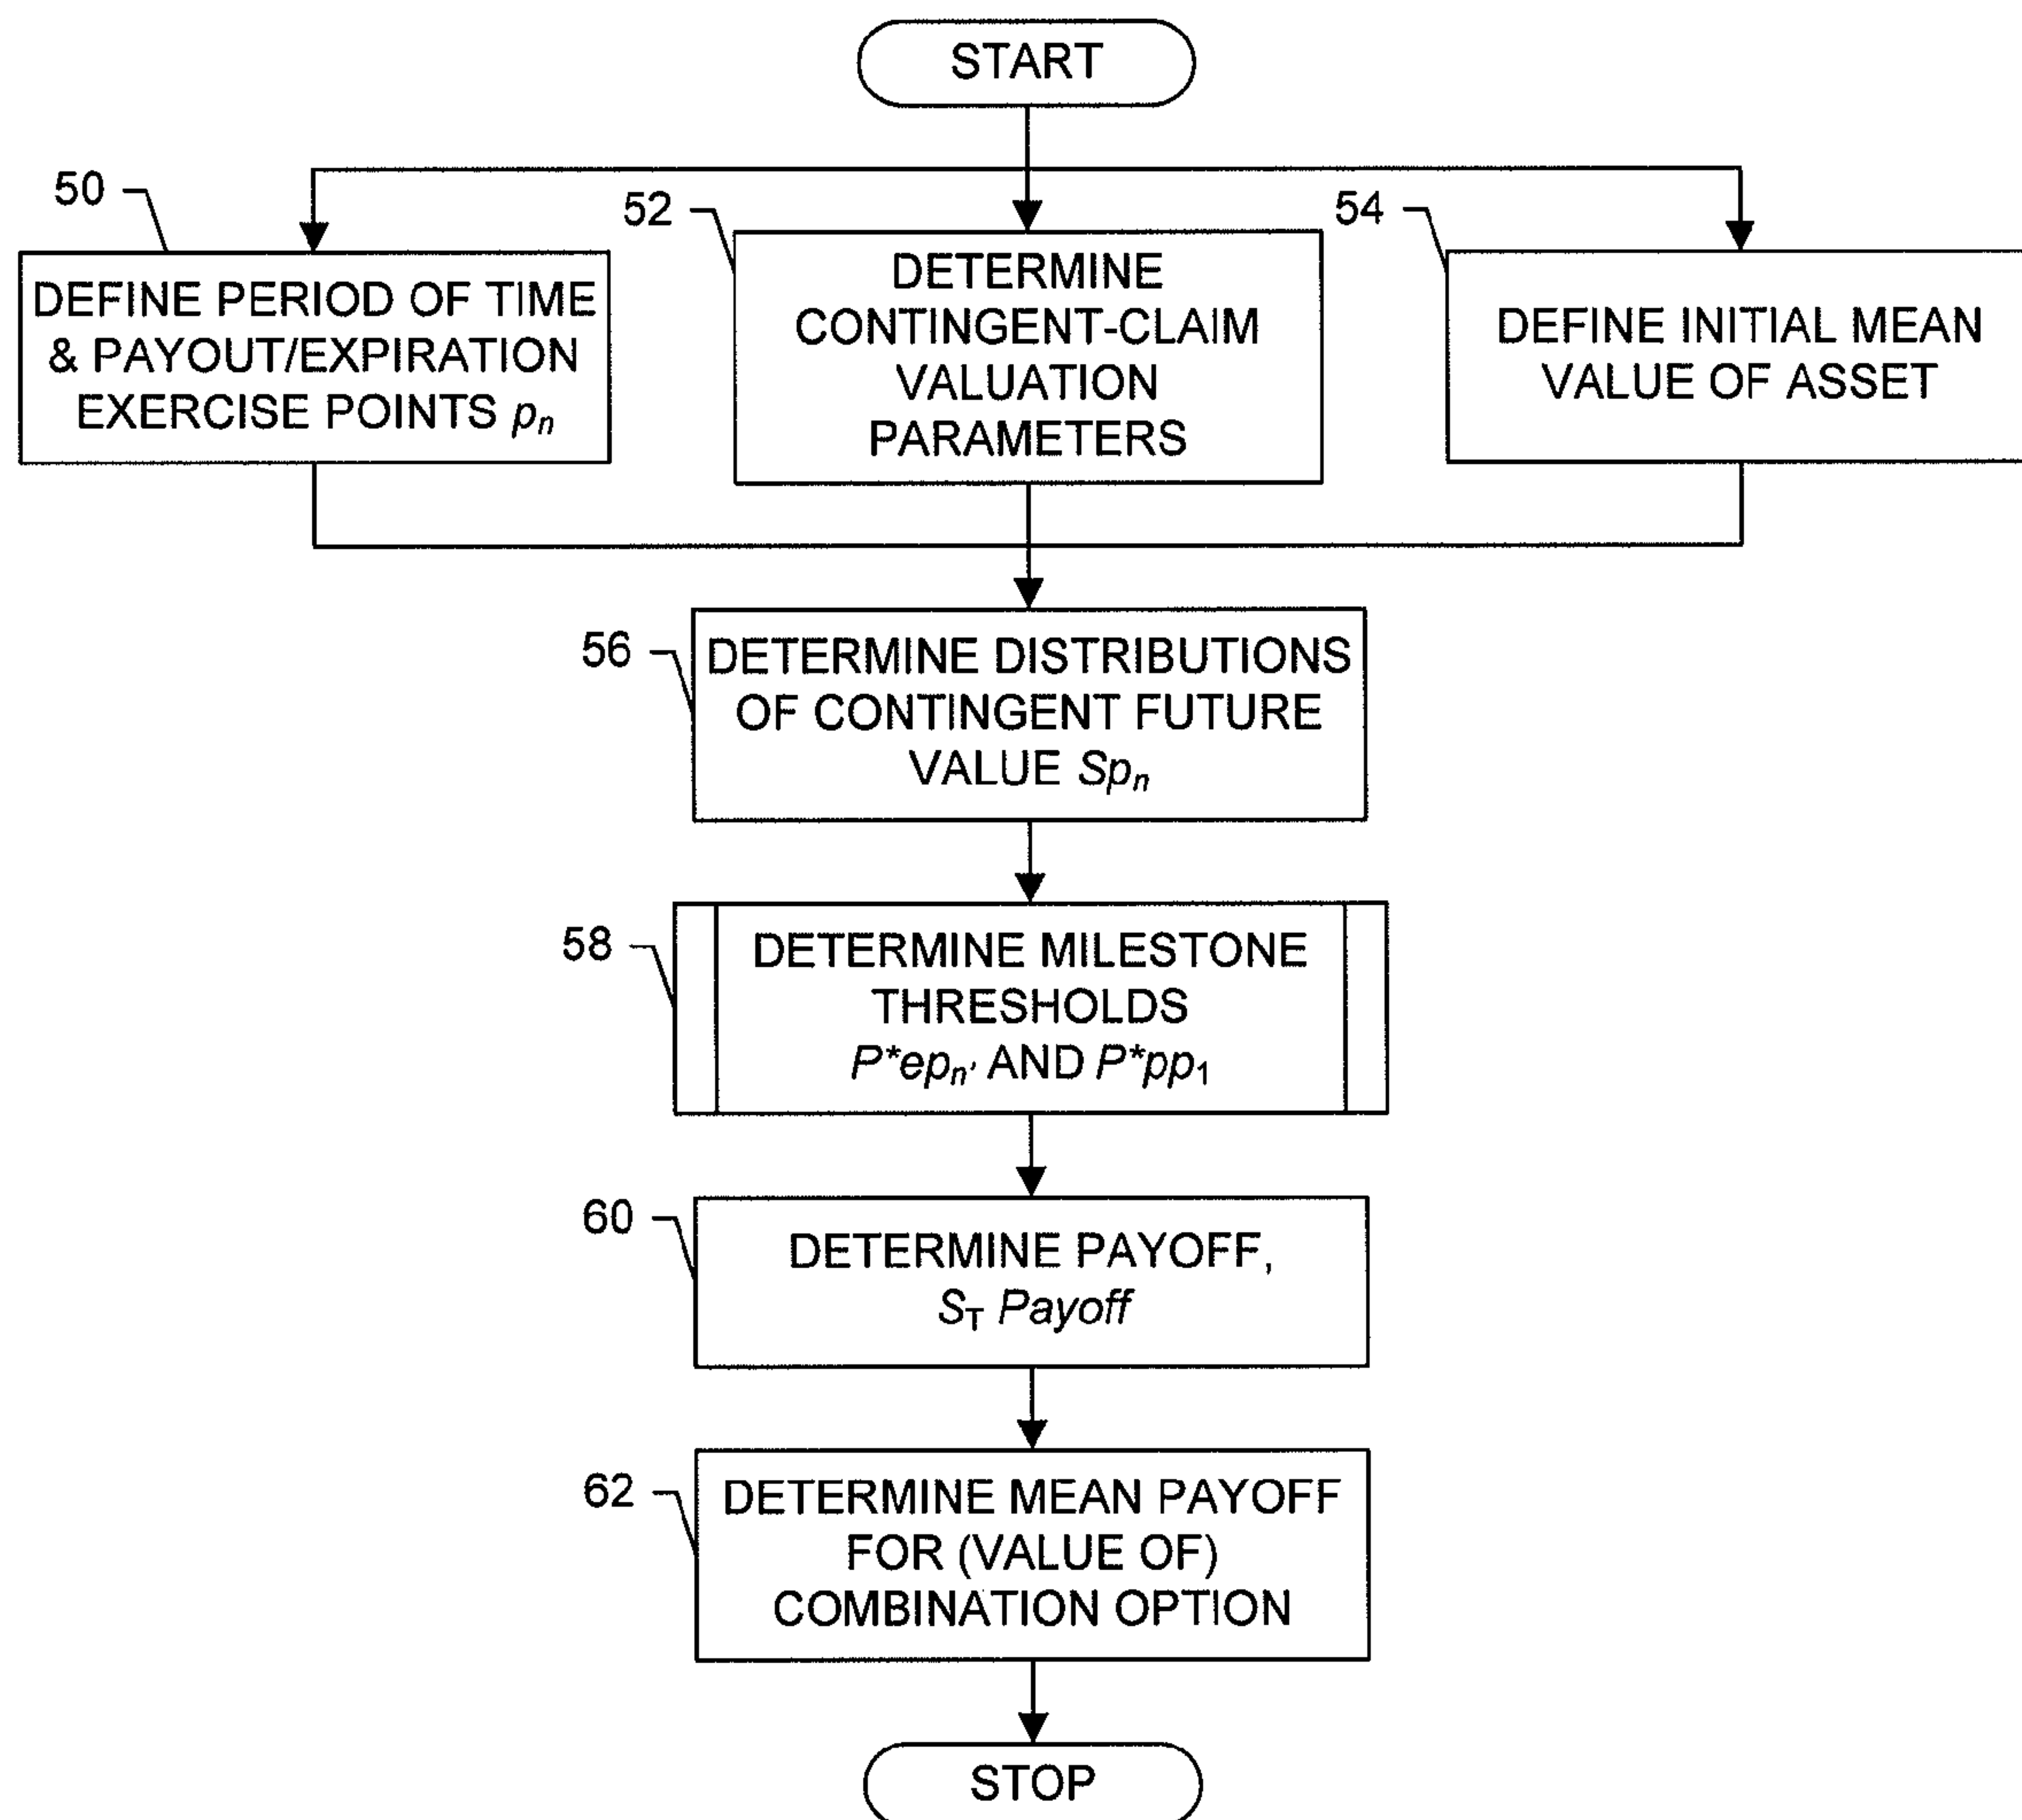 START
50
DEFINE PERIOD OF TIME
& PAYOUT/EXPIRATION
EXERCISE POINTS pn
52
DETERMINE
CONTINGENT-CLAIM
VALUATION
PARAMETERS
54
DEFINE INITIAL MEAN
VALUE OF ASSET
56
DETERMINE DISTRIBUTIONS
OF CONTINGENT FUTURE
VALUE Spn
58
DETERMINE MILESTONE
THRESHOLDS
P*epn' AND P*pp1
60
DETERMINE PAYOFF,
ST Payoff
62
DETERMINE MEAN PAYOFF
FOR (VALUE OF)
COMBINATION OPTION
STOP